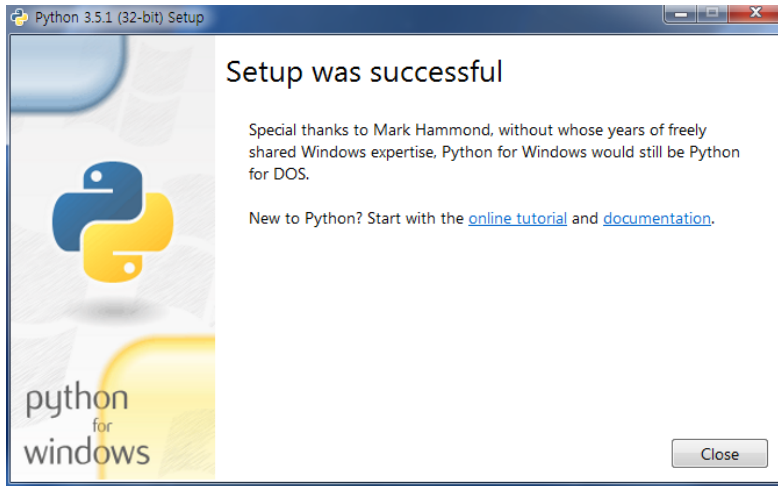 Python 3.5.1 (32-bit) Setup
Setup was successful
Special thanks to Mark Hammond, without whose years of freely
shared Windows expertise, Python for Windows would still be Python
for DOS.
New to Python? Start with the online tutorial and documentation.
python
for
windows
Close